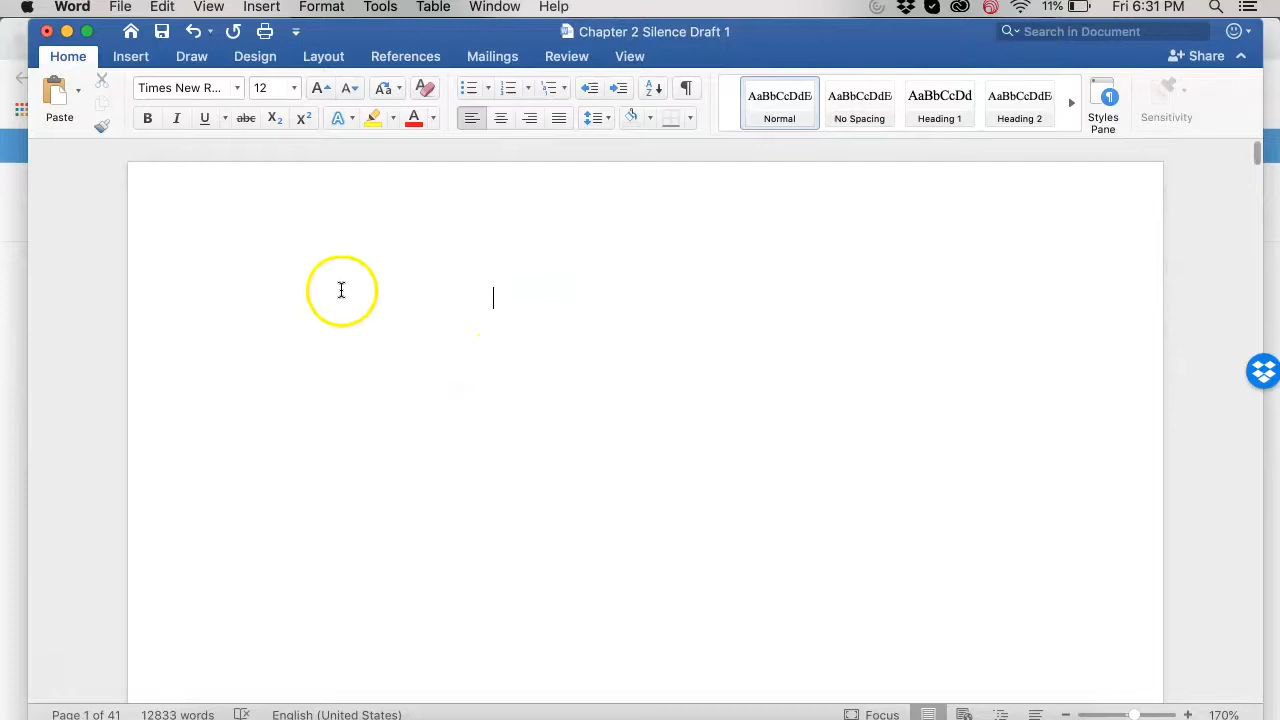 Word File Edit View Insert Format Tools Table Window Help 11% Fri 6:31 PM
Chapter 2 Silence Draft 1 Search in Document
Home Insert Draw Layout Design References Mailings Review View Share
Times New R... 12
Paste
B I U abc X2 X2 A A
AaBbCcDdE AaBbCcDdE AaBbCcDd AaBbCcDdE
Normal No Spacing Heading 1 Heading 2
Styles Pane
Sensitivity
Page 1 of 41 12833 words English (United States) Focus 170%